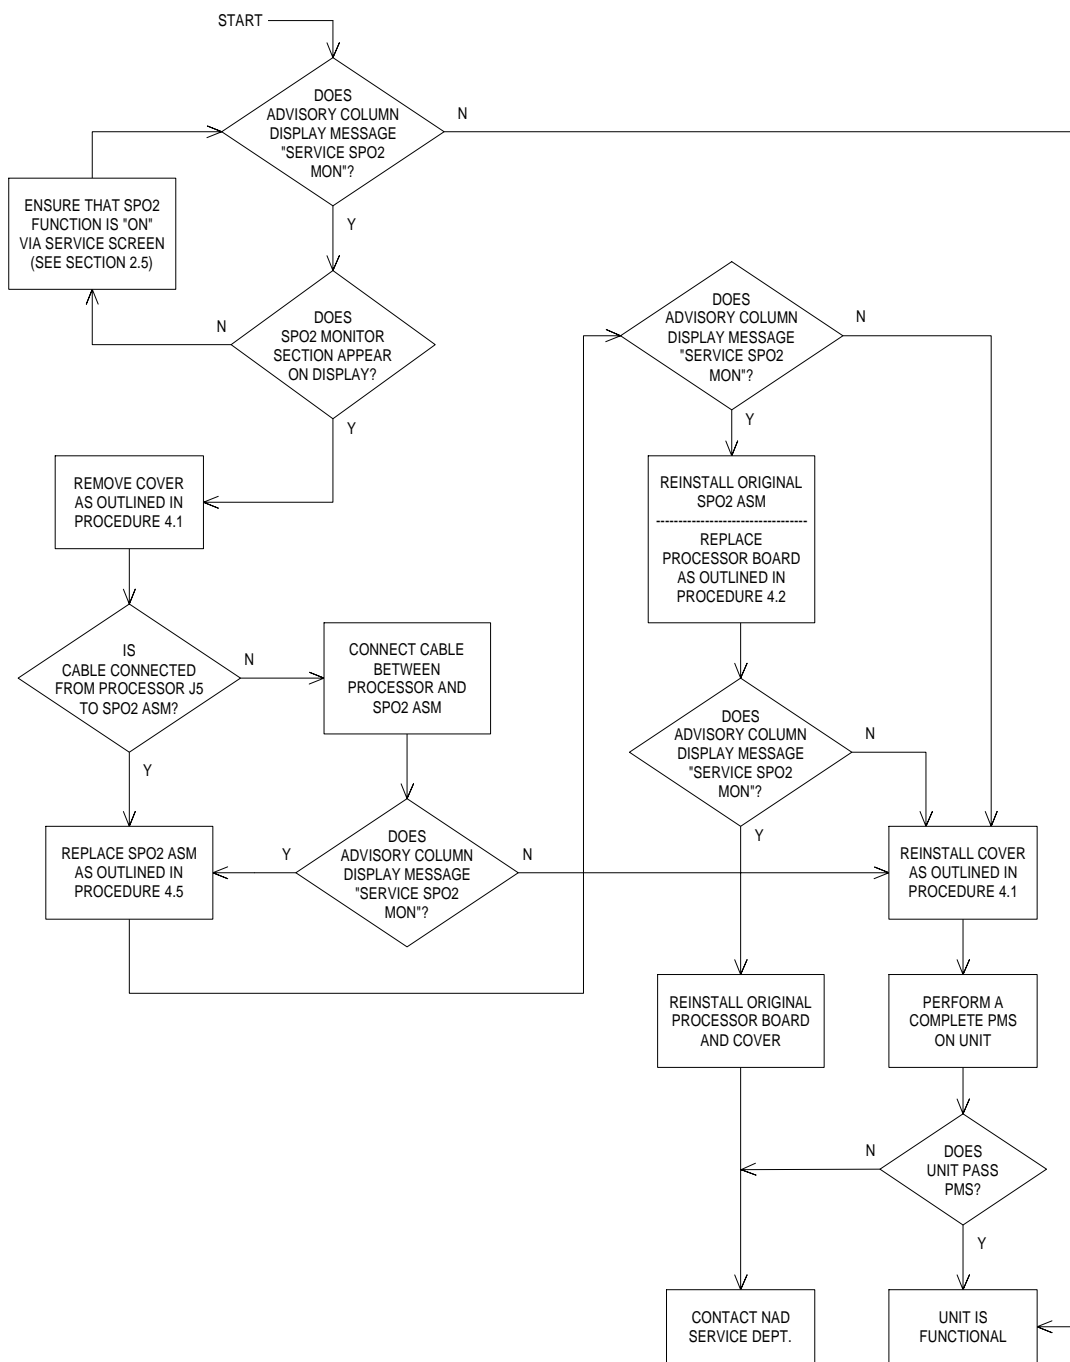 START
DOES
ADVISORY COLUMN
DISPLAY MESSAGE
"SERVICE SPO2
MON"?
N
Y
ENSURE THAT SPO2
FUNCTION IS "ON"
VIA SERVICE SCREEN
(SEE SECTION 2.5)
DOES
SPO2 MONITOR
SECTION APPEAR
ON DISPLAY?
N
Y
REMOVE COVER
AS OUTLINED IN
PROCEDURE 4.1
IS
CABLE CONNECTED
FROM PROCESSOR J5
TO SPO2 ASM?
N
Y
CONNECT CABLE
BETWEEN
PROCESSOR AND
SPO2 ASM
DOES
ADVISORY COLUMN
DISPLAY MESSAGE
"SERVICE SPO2
MON"?
Y
N
REPLACE SPO2 ASM
AS OUTLINED IN
PROCEDURE 4.5
DOES
ADVISORY COLUMN
DISPLAY MESSAGE
"SERVICE SPO2
MON"?
N
Y
REINSTALL ORIGINAL
SPO2 ASM
----------------------------------
REPLACE
PROCESSOR BOARD
AS OUTLINED IN
PROCEDURE 4.2
DOES
ADVISORY COLUMN
DISPLAY MESSAGE
"SERVICE SPO2
MON"?
N
Y
REINSTALL COVER
AS OUTLINED IN
PROCEDURE 4.1
REINSTALL ORIGINAL
PROCESSOR BOARD
AND COVER
PERFORM A
COMPLETE PMS
ON UNIT
DOES
UNIT PASS
PMS?
N
Y
CONTACT NAD
SERVICE DEPT.
UNIT IS
FUNCTIONAL